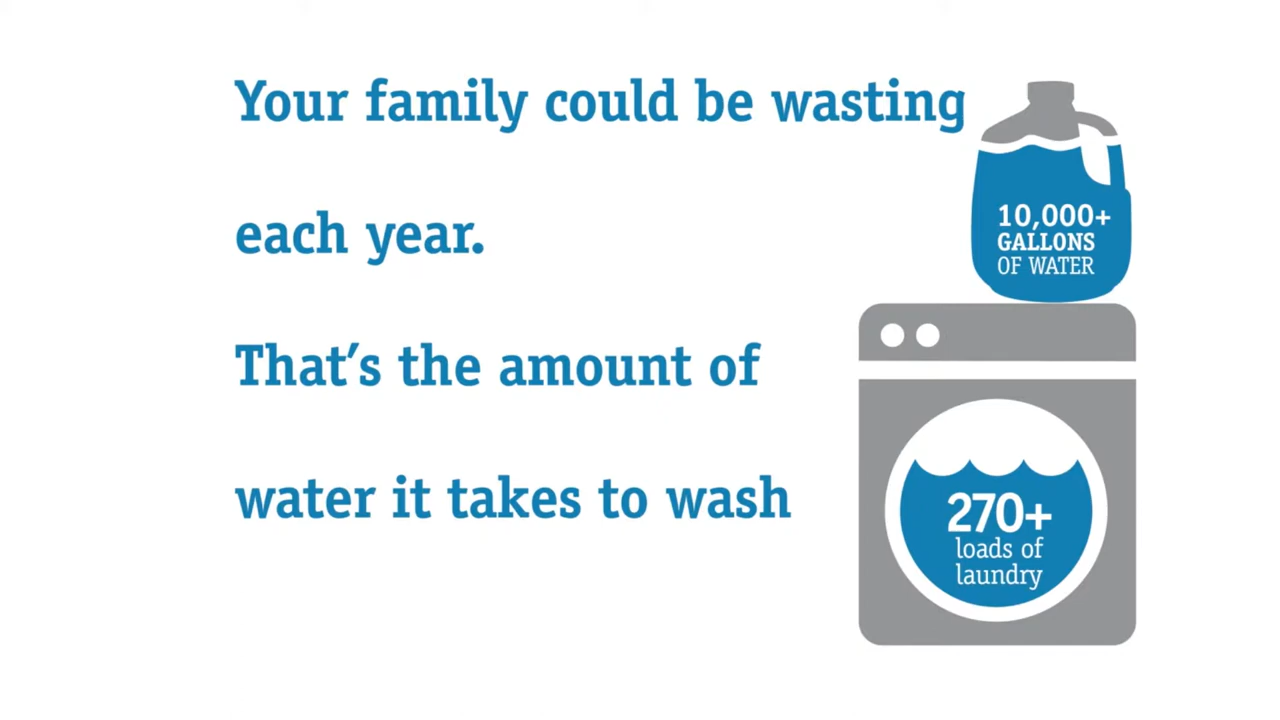 Your family could be wasting
10,000+
GALLONS
OF WATER
each year.
That's the amount of
water it takes to wash
270+
loads of
laundry